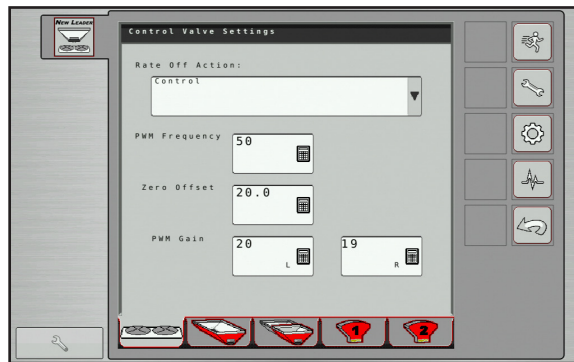 NEW LEADER
Control Valve Settings
Rate Off Action:
Control
PWM Frequency
50
Zero Offset
20.0
PWM Gain
20
L
19
R
1
2